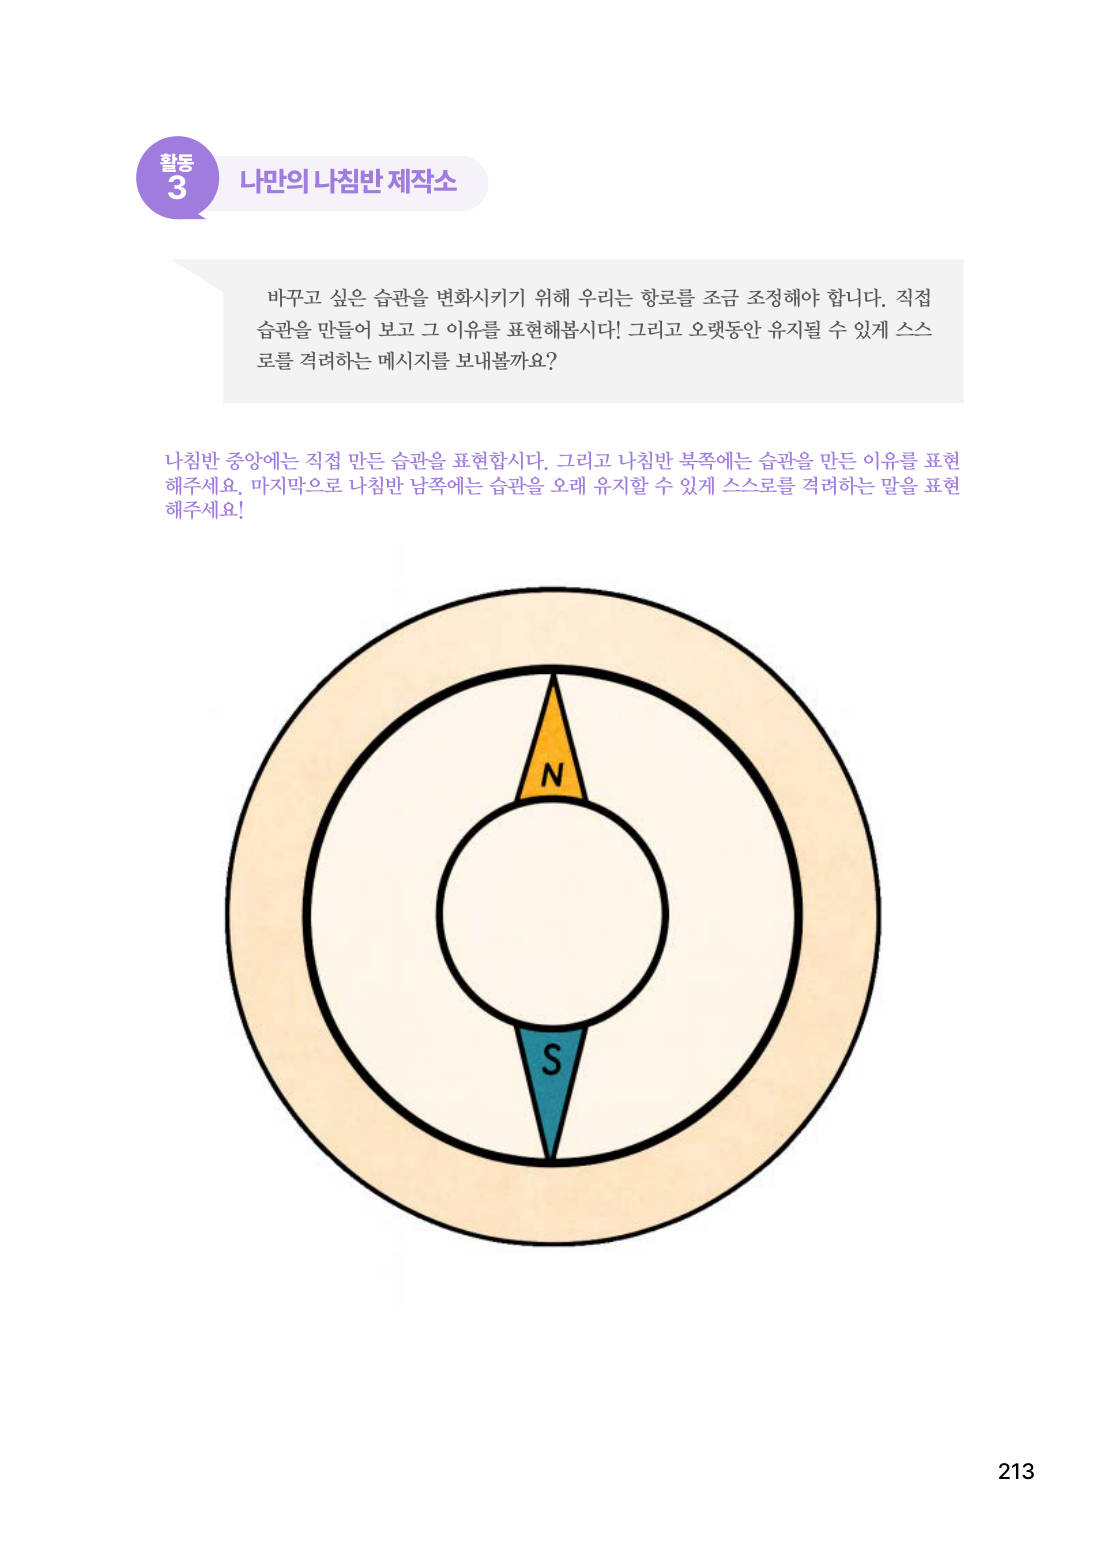 활동
3
나만의 나침반 제작소
바꾸고 싶은 습관을 변화시키기 위해 우리는 항로를 조금 조정해야 합니다. 직접
습관을 만들어 보고 그 이유를 표현해봅시다! 그리고 오랫동안 유지될 수 있게 스스
로를 격려하는 메시지를 보내볼까요?
나침반 중앙에는 직접 만든 습관을 표현합시다. 그리고 나침반 북쪽에는 습관을 만든 이유를 표현
해주세요. 마지막으로 나침반 남쪽에는 습관을 오래 유지할 수 있게 스스로를 격려하는 말을 표현
해주세요!
N
S
213